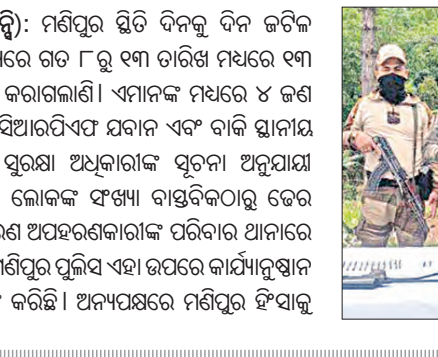 ): ମଣିପୁର ସ୍ଥିତି ଦିନକୁ ଦିନ ଜଟିଳ
ଗତ ୮ରୁ ୧୩ ତାରିଖ ମଧ୍ୟରେ ୧୩
କରାଗଲାଣି। ଏମାନଙ୍କ ମଧ୍ୟରେ ୪ ଜଣ
ସିଆରପିଏଫ ଯବାନ ଏବଂ ବାକି ସ୍ଥାନୀୟ
ସୁରକ୍ଷା ଅଧିକାରୀଙ୍କ ସୂଚନା ଅନୁଯାୟୀ
ଲୋକଙ୍କ ସଂଖ୍ୟା ବାସ୍ତବିକଠାରୁ ଢେର
ଅପହରଣକାରୀଙ୍କ ପରିବାର ଥାନାରେ
ମଣିପୁର ପୁଲିସ ଏହା ଉପରେ କାର୍ଯ୍ୟାନୁଷ୍ଠାନ
କରିଛି। ଅନ୍ୟପକ୍ଷରେ ମଣିପୁର ହିଂସାକୁ